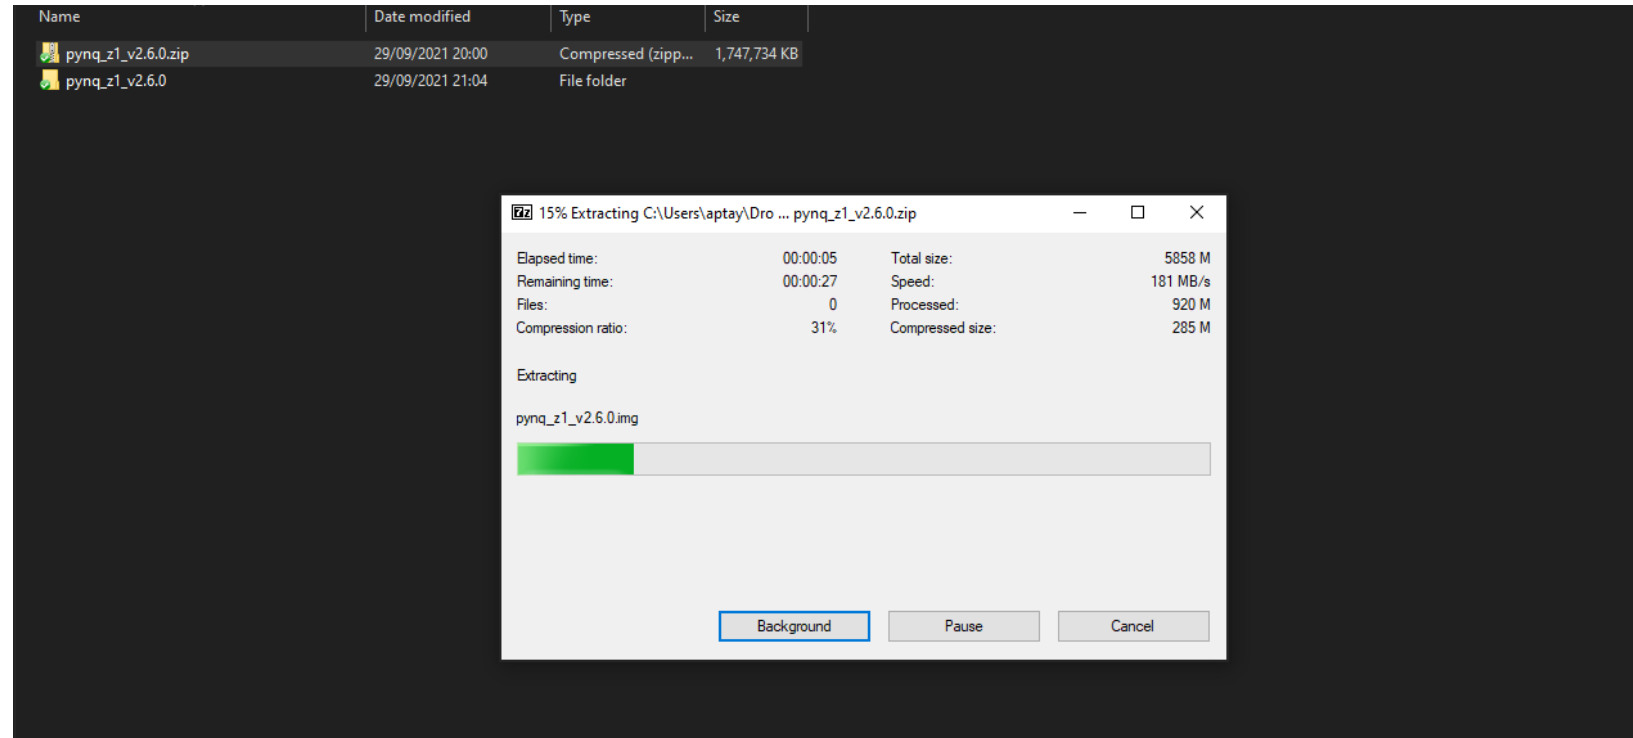 Name Date modified Type Size
pynq_z1_v2.6.0.zip 29/09/2021 20:00 Compressed (zipp... 1,747,734 KB
pynq_z1_v2.6.0 29/09/2021 21:04 File folder
7z 15% Extracting C:\Users\aptay\Dro ... pynq_z1_v2.6.0.zip
Elapsed time: 00:00:05 Total size: 5858 M
Remaining time: 00:00:27 Speed: 181 MB/s
Files: 0 Processed: 920 M
Compression ratio: 31% Compressed size: 285 M
Extracting
pynq_z1_v2.6.0.img
Background Pause Cancel